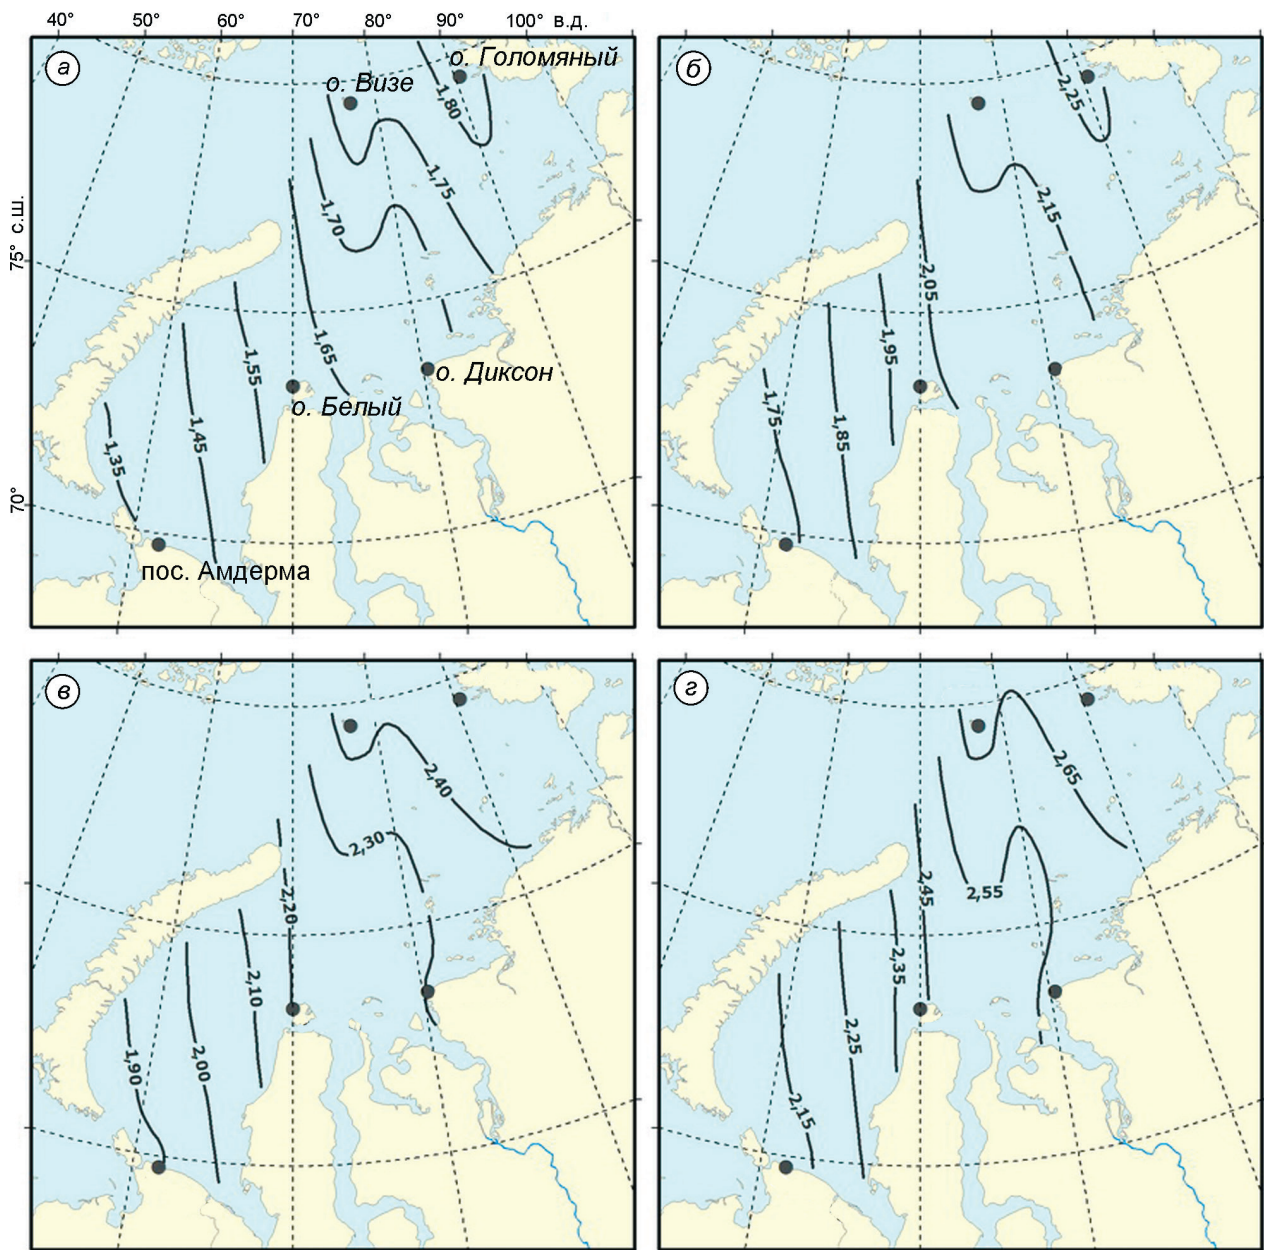 40° 50° 60° 70° 80° 90° 100° в.д.
75° с.ш.
70°
а
о. Голомяный
о. Визе
1,80
1,75
1,70
1,65
1,55
1,45
1,35
о. Диксон
о. Белый
пос. Амдерма
б
2,25
2,15
2,05
1,95
1,85
1,75
в
2,40
2,30
2,20
2,10
2,00
1,90
г
2,65
2,55
2,45
2,35
2,25
2,15